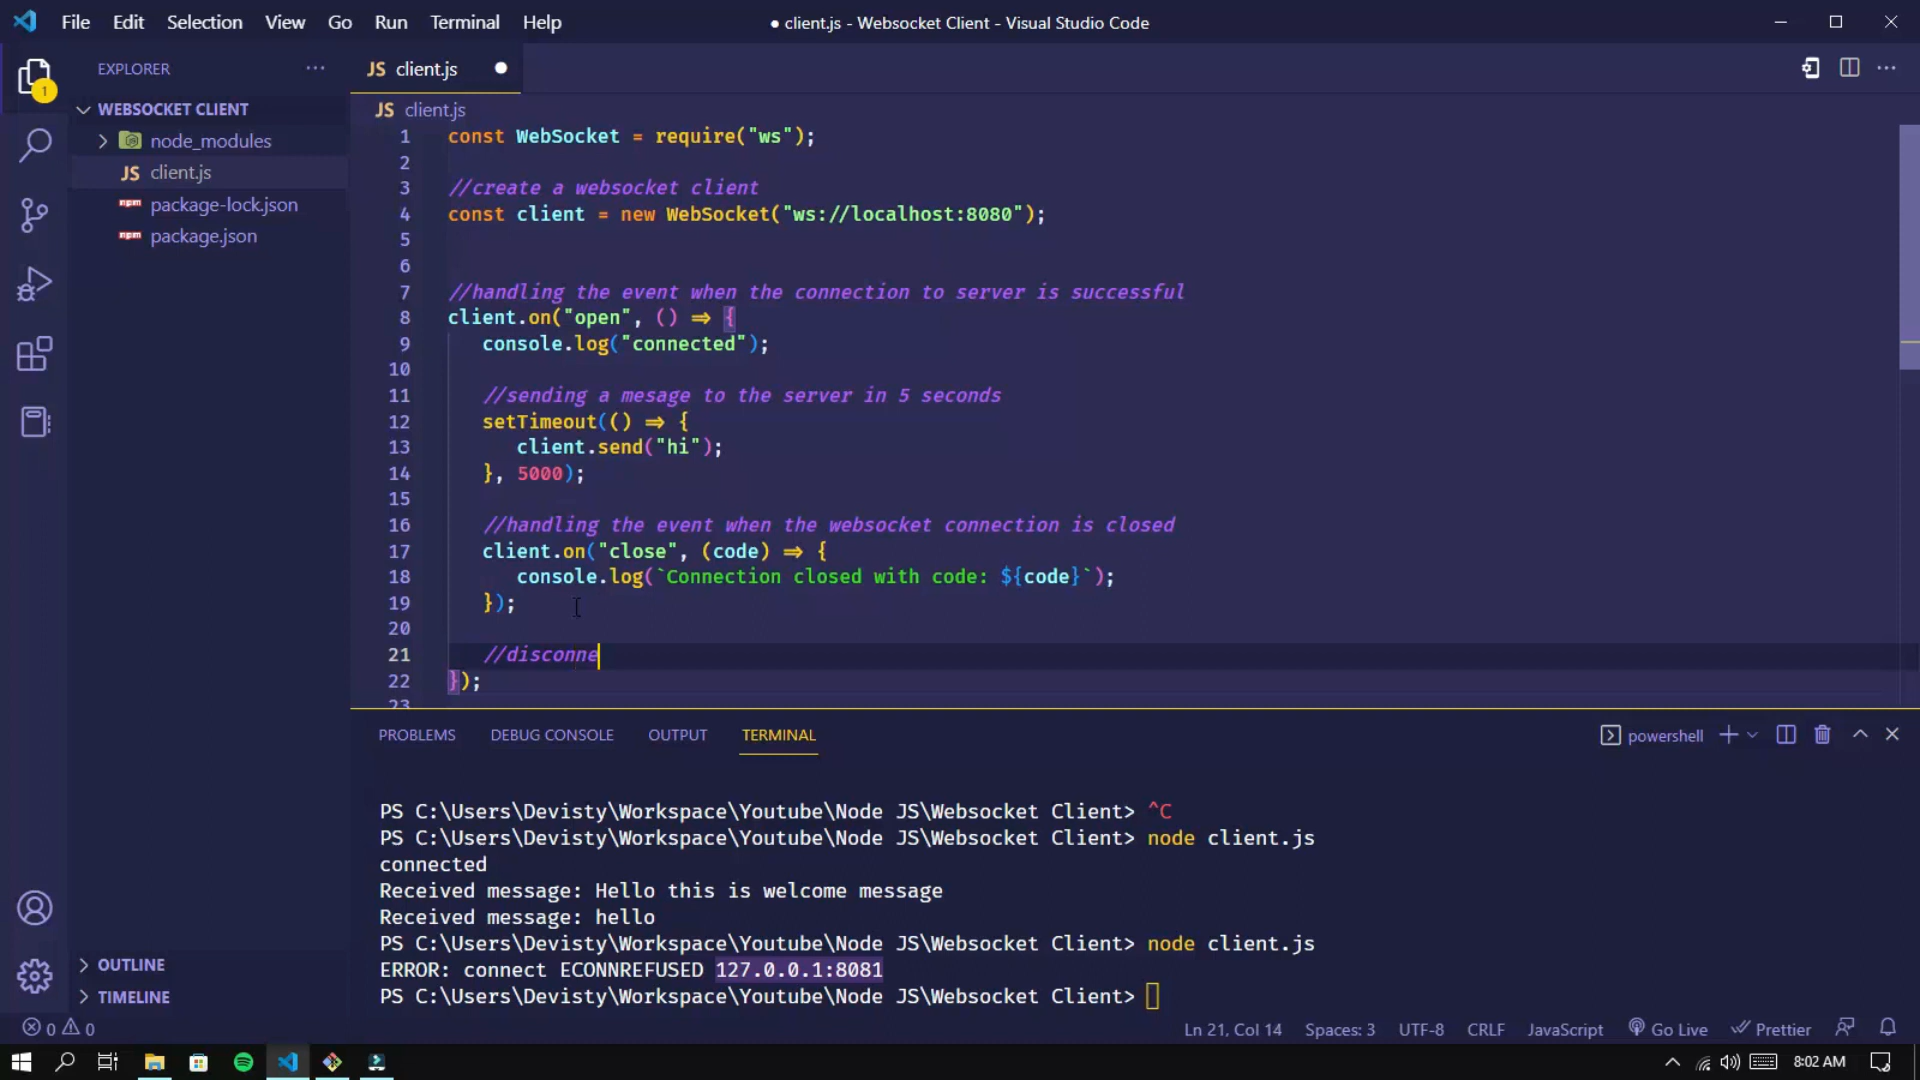 File Edit Selection View Go Run Terminal Help
● client.js - Websocket Client - Visual Studio Code
EXPLORER
1
WEBSOCKET CLIENT
node_modules
JS client.js
npm package-lock.json
npm package.json
OUTLINE
TIMELINE
JS client.js
JS client.js
1 const WebSocket = require("ws");
2
3 //create a websocket client
4 const client = new WebSocket("ws://localhost:8080");
5
6
7 //handling the event when the connection to server is successful
8 client.on("open", () => {
9 console.log("connected");
10
11 //sending a mesage to the server in 5 seconds
12 setTimeout(() => {
13 client.send("hi");
14 }, 5000);
15
16 //handling the event when the websocket connection is closed
17 client.on("close", (code) => {
18 console.log(`Connection closed with code: ${code}`);
19 });
20
21 //disconne
22 });
23
PROBLEMS DEBUG CONSOLE OUTPUT TERMINAL
powershell
PS C:\Users\Devisty\Workspace\Youtube\Node JS\Websocket Client> ^C
PS C:\Users\Devisty\Workspace\Youtube\Node JS\Websocket Client> node client.js
connected
Received message: Hello this is welcome message
Received message: hello
PS C:\Users\Devisty\Workspace\Youtube\Node JS\Websocket Client> node client.js
ERROR: connect ECONNREFUSED 127.0.0.1:8081
PS C:\Users\Devisty\Workspace\Youtube\Node JS\Websocket Client>
0 0
Ln 21, Col 14 Spaces: 3 UTF-8 CRLF JavaScript Go Live Prettier
8:02 AM